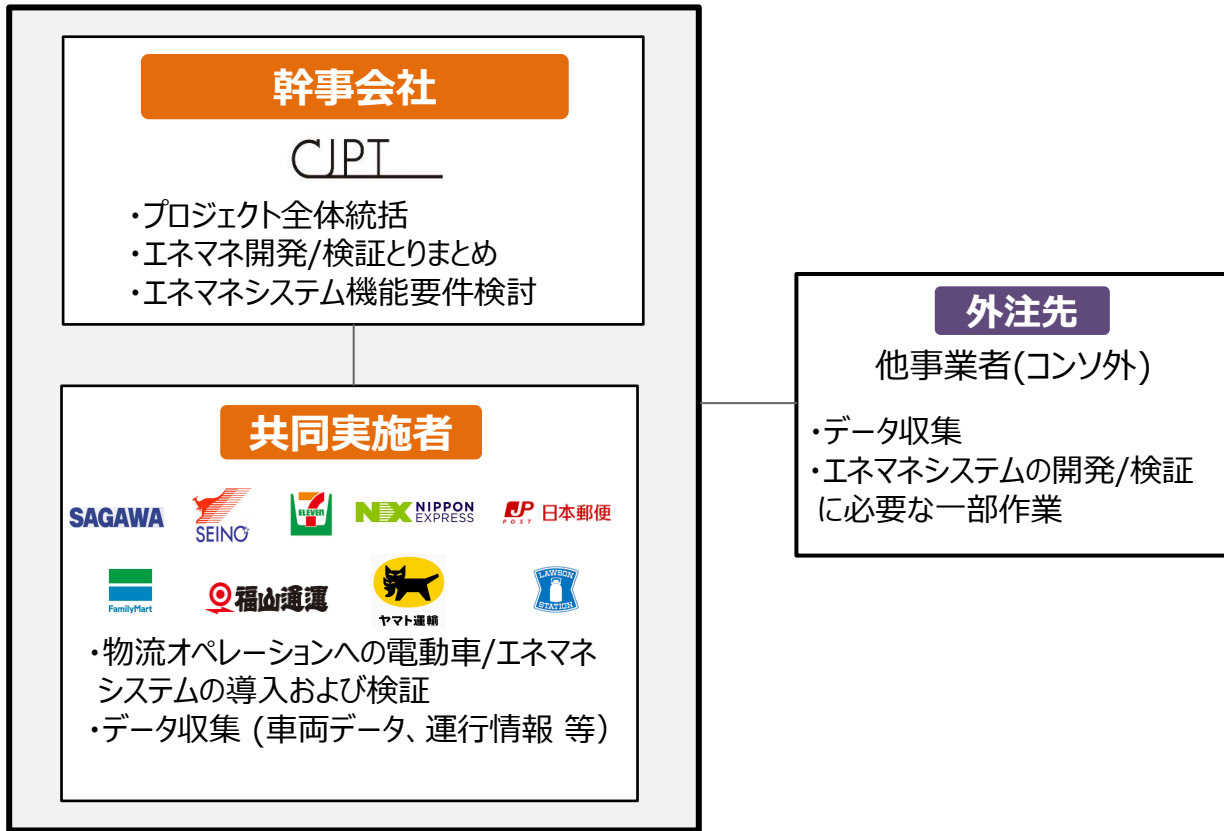 幹事会社
CJPT
・プロジェクト全体統括
・エネマネ開発/検証とりまとめ
・エネマネシステム機能要件検討
共同実施者
SAGAWA
SEINO
7 ELEVEN
NX NIPPON EXPRESS
JP POST 日本郵便
FamilyMart
福山通運
ヤマト運輸
LAWSON STATION
・物流オペレーションへの電動車/エネマネ
システムの導入および検証
・データ収集 (車両データ、運行情報 等）
外注先
他事業者(コンソ外)
・データ収集
・エネマネシステムの開発/検証
に必要な一部作業